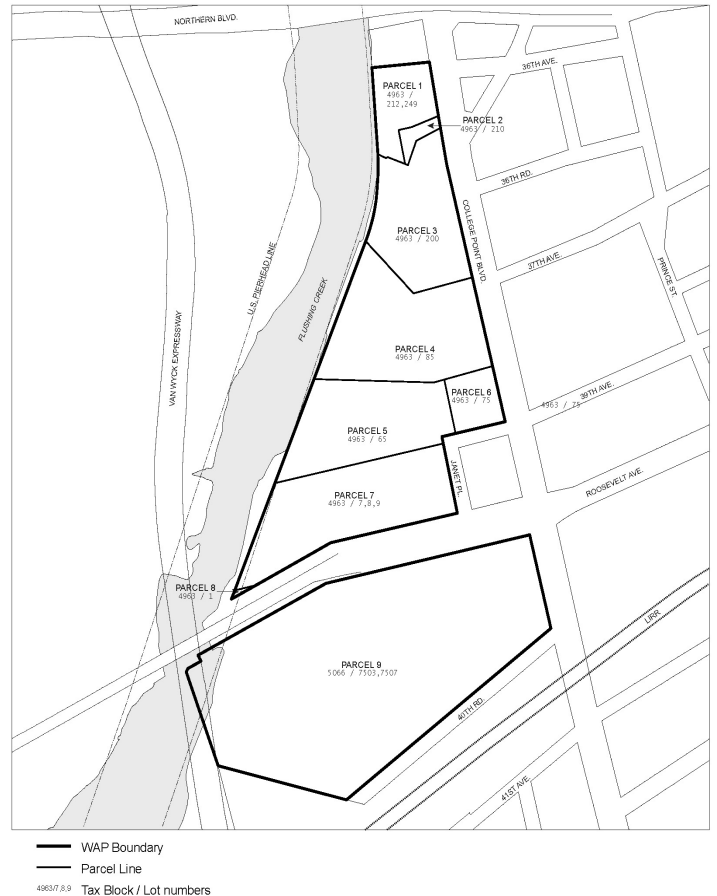 NORTHERN BLVD.
36TH AVE.
PARCEL 1
4963 /
212,249
PARCEL 2
4963 / 210
36TH RD.
COLLEGE POINT BLVD.
PARCEL 3
4963 / 200
37TH AVE.
PRINCE ST.
U.S. PIERHEAD LINE
FLUSHING CREEK
VAN WYCK EXPRESSWAY
PARCEL 4
4963 / 85
PARCEL 6
4963 / 75
39TH AVE.
4963 / 75
PARCEL 5
4963 / 65
JANET PL.
ROOSEVELT AVE.
PARCEL 7
4963 / 7,8,9
PARCEL 8
4963 / 1
LIRR
PARCEL 9
5066 / 7503,7507
40TH RD.
41ST AVE.
WAP Boundary
Parcel Line
4963/7,8,9 Tax Block / Lot numbers